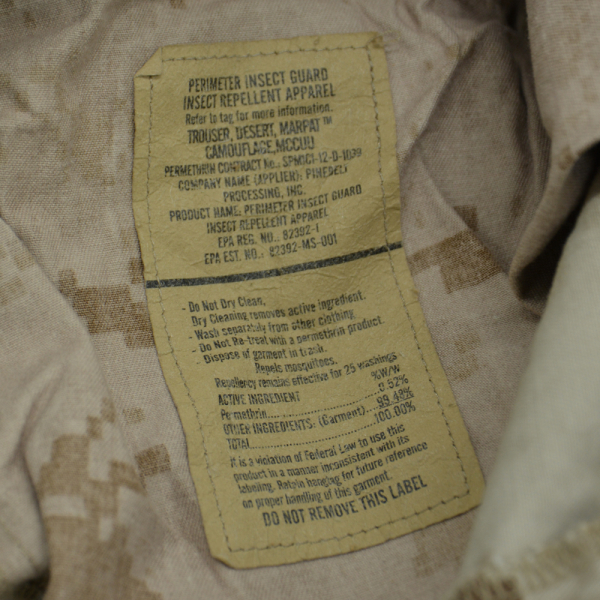 PERIMETER INSECT GUARD
INSECT REPELLENT APPAREL
Refer to tag for more information.
TROUSER, DESERT, MARPAT™
CAMOUFLAGE, MCCUU
PERMETHRIN CONTRACT No.:
COMPANY NAME (APPLIER):
PROCESSING, INC.
PRODUCT NAME: PERIMETER INSECT GUARD
INSECT REPELLENT APPAREL
EPA REG. NO.: 82392-1
EPA EST. NO.: 82392-MS-001
- Do Not Dry Clean.
Dry Cleaning removes active ingredient.
- Wash separately from other clothing
- Do Not Re-treat with a permethrin product.
- Dispose of garment in trash.
Repels mosquitoes.
Repellency remains effective for 25 washings
ACTIVE INGREDIENT %W/W
Permethrin 0.52%
OTHER INGREDIENTS: (Garment) 99.48%
TOTAL 100.00%
It is a violation of Federal Law to use this
product in a manner inconsistent with its
labeling. Retain hangtag for future reference
on proper handling of this garment.
DO NOT REMOVE THIS LABEL